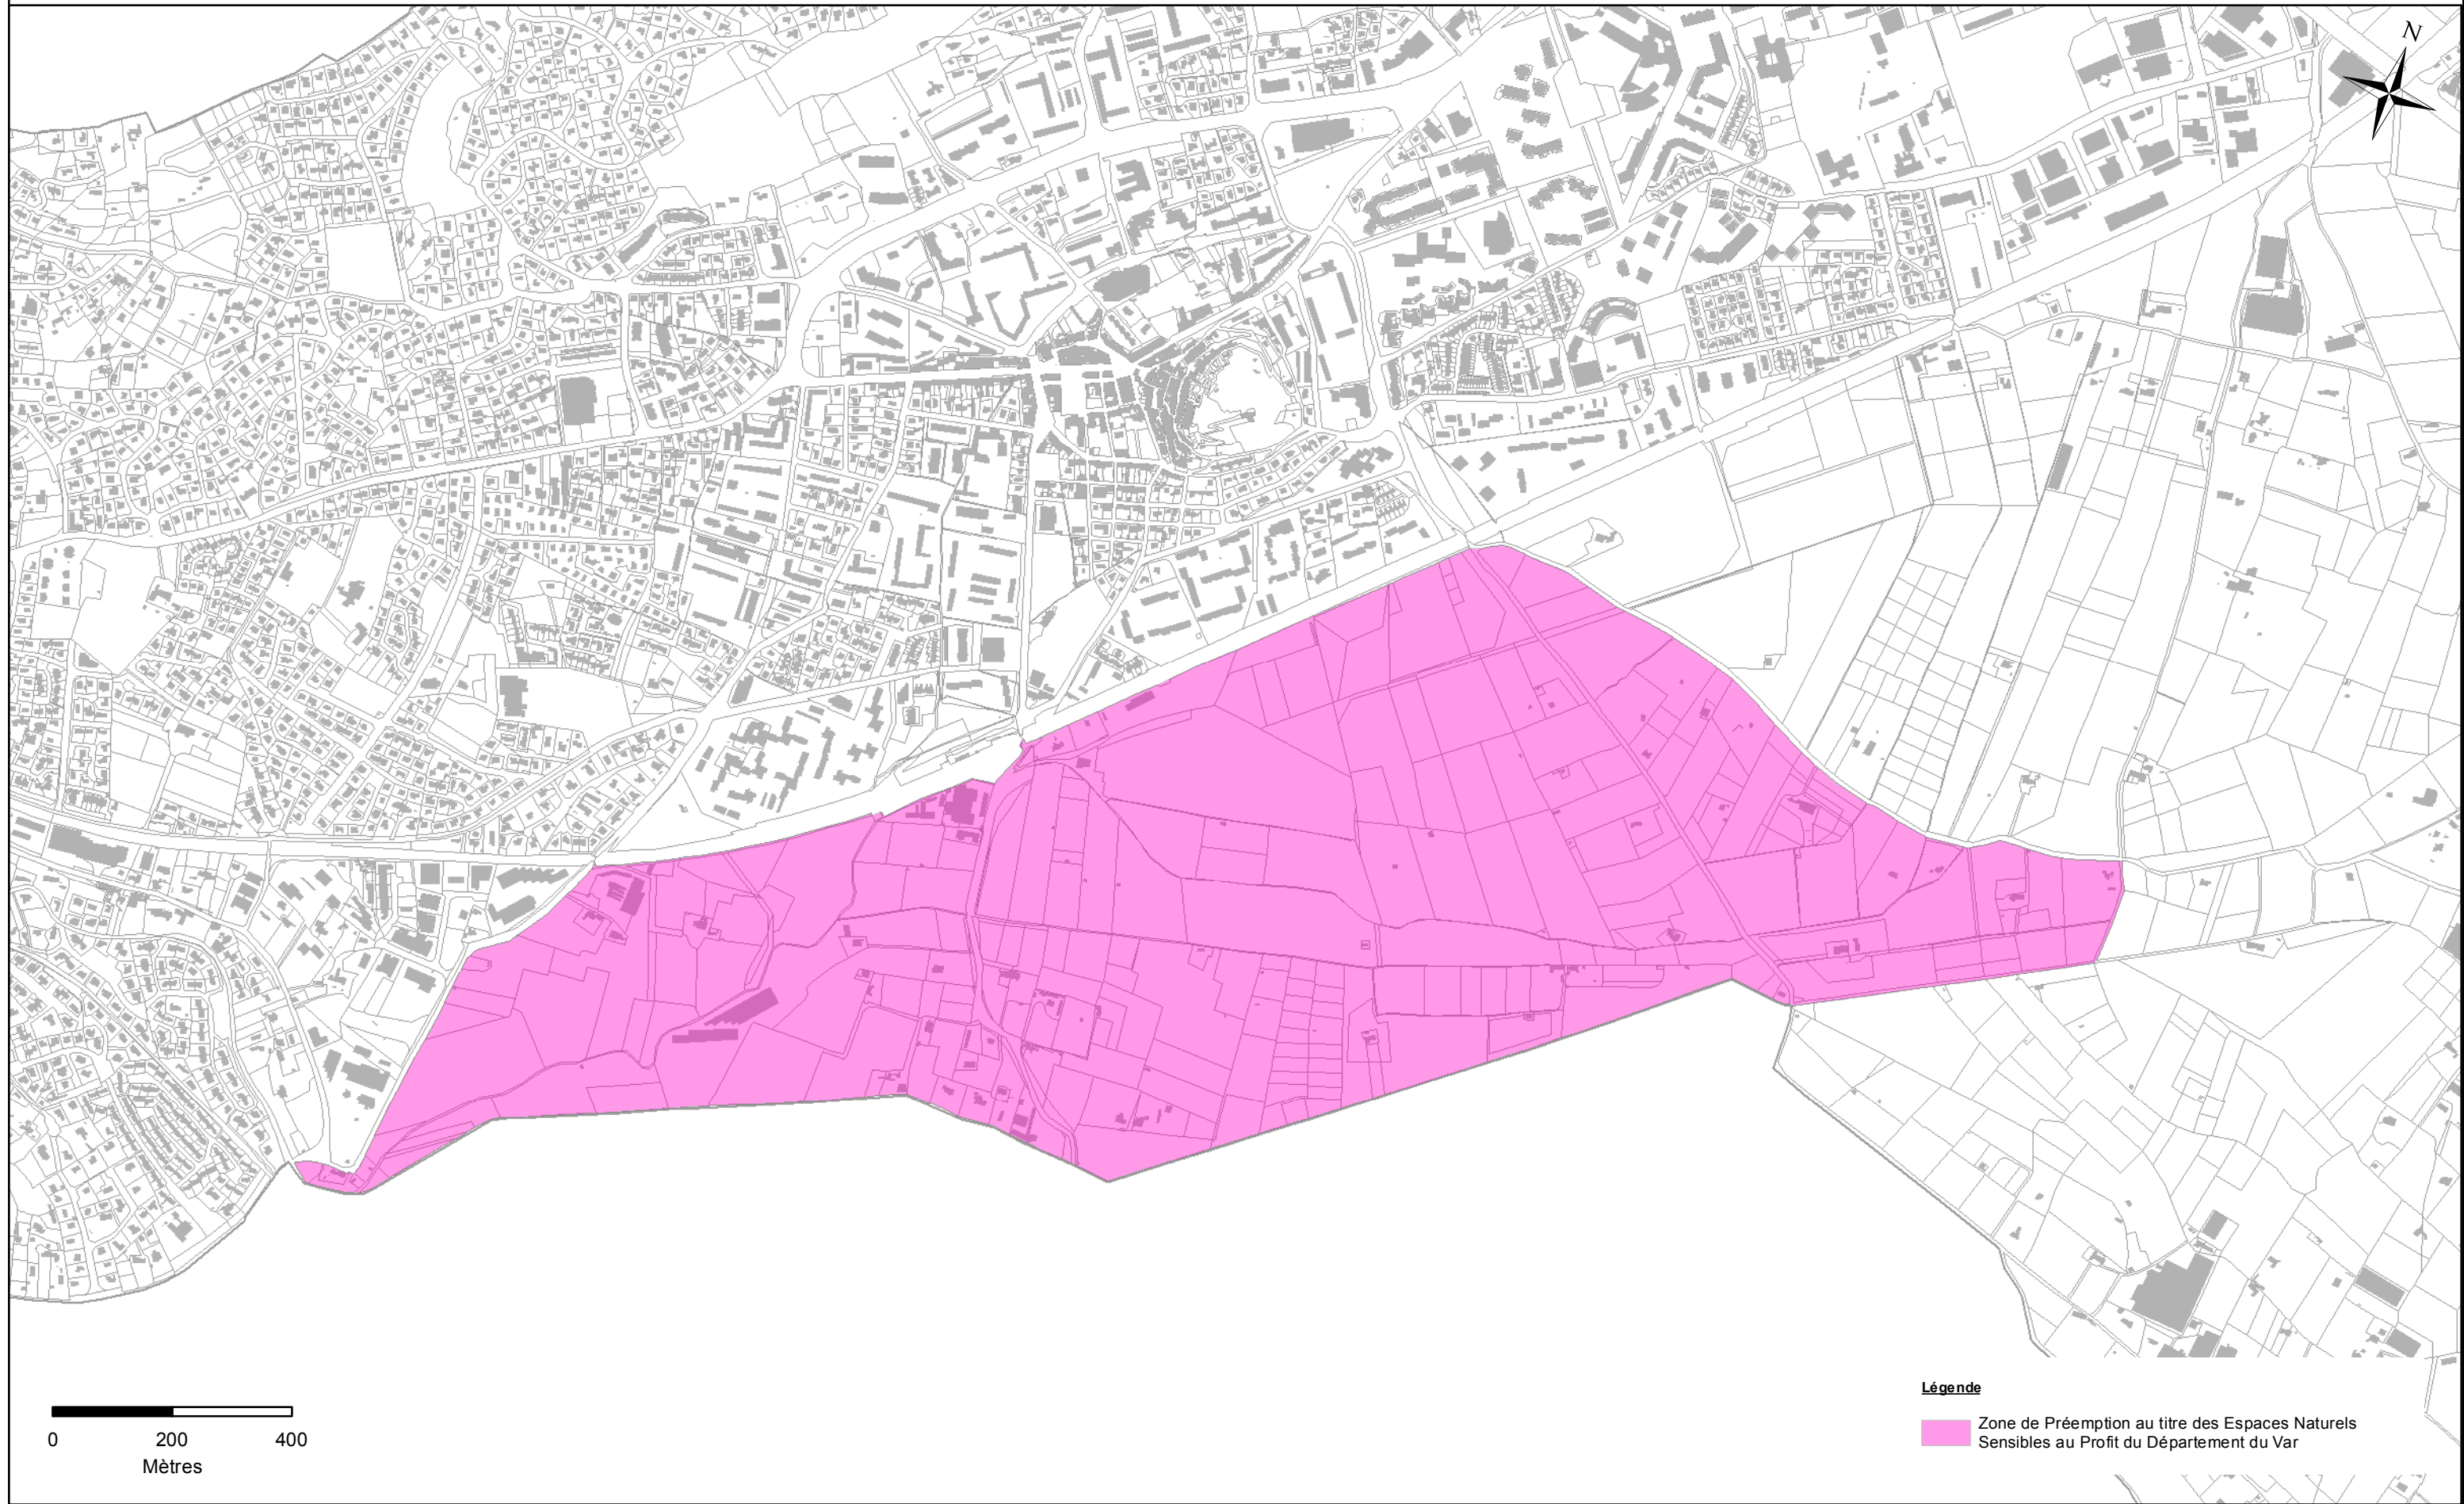 N
Légende
Zone de Préemption au titre des Espaces Naturels
Sensibles au Profit du Département du Var
0 200 400
Mètres